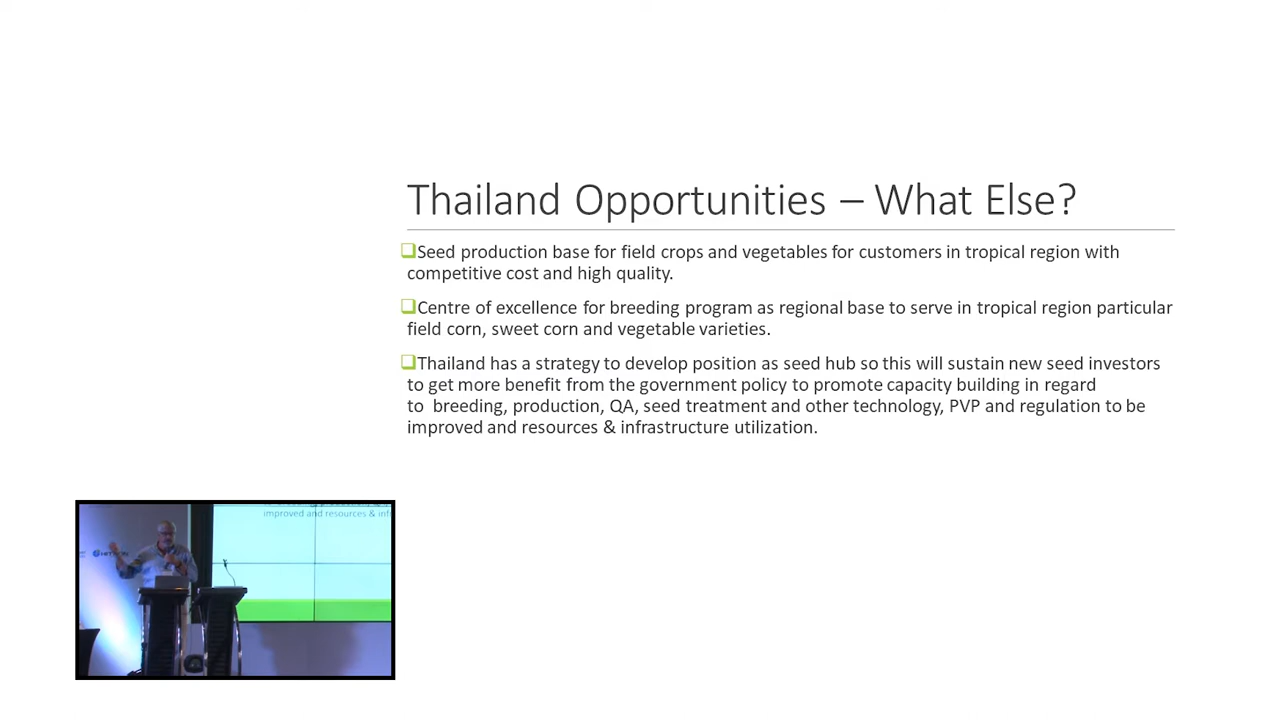 Thailand Opportunities – What Else?
Seed production base for field crops and vegetables for customers in tropical region with
competitive cost and high quality.
Centre of excellence for breeding program as regional base to serve in tropical region particular
field corn, sweet corn and vegetable varieties.
Thailand has a strategy to develop position as seed hub so this will sustain new seed investors
to get more benefit from the government policy to promote capacity building in regard
to  breeding, production, QA, seed treatment and other technology, PVP and regulation to be
improved and resources & infrastructure utilization.
improved and resources & inf